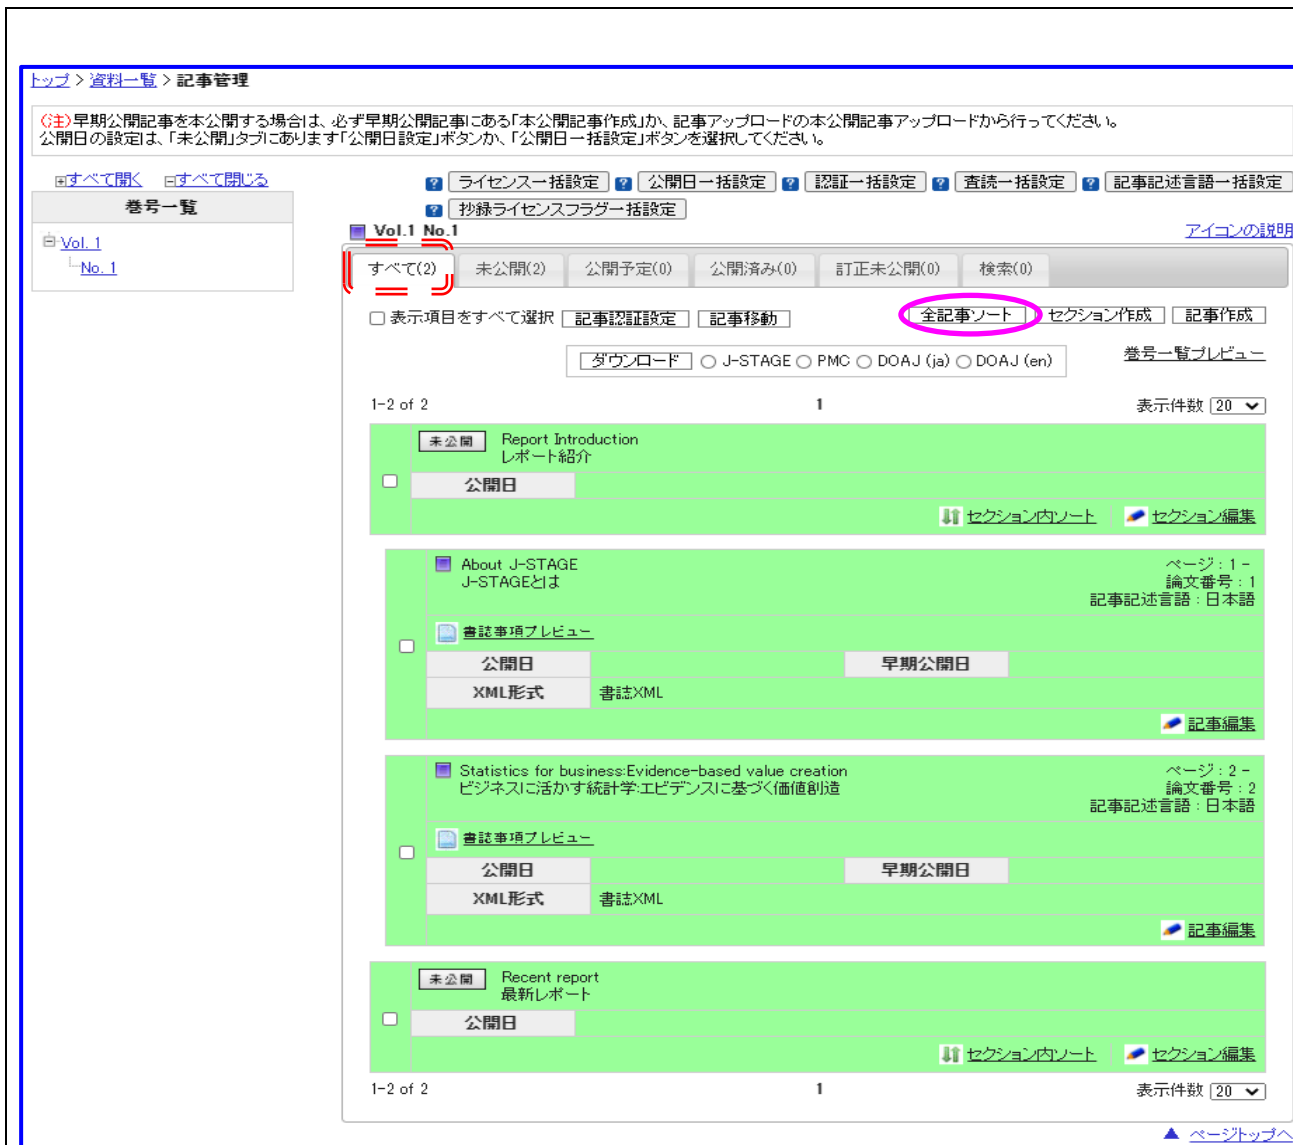 トップ > 資料一覧 > 記事管理
(注)早期公開記事を本公開する場合は、必ず早期公開記事にある「本公開記事作成」か、記事アップロードの本公開記事アップロードから行ってください。
公開日の設定は、「未公開」タブにあります「公開日設定」ボタンか、「公開日一括設定」ボタンを選択してください。
すべて開く すべて閉じる
巻号一覧
Vol. 1
No. 1
? ライセンス一括設定 ? 公開日一括設定 ? 認証一括設定 ? 査読一括設定 ? 記事記述言語一括設定
? 抄録ライセンスフラグ一括設定
Vol.1 No.1 アイコンの説明
すべて(2) 未公開(2) 公開予定(0) 公開済み(0) 訂正未公開(0) 検索(0)
表示項目をすべて選択 記事認証設定 記事移動 全記事ソート セクション作成 記事作成
ダウンロード J-STAGE PMC DOAJ (ja) DOAJ (en) 巻号一覧プレビュー
1-2 of 2 1 表示件数 20
未公開 Report Introduction
レポート紹介
公開日
セクション内ソート セクション編集
About J-STAGE ページ : 1 -
J-STAGEとは 論文番号 : 1
記事記述言語 : 日本語
書誌事項プレビュー
公開日 早期公開日
XML形式 書誌XML
記事編集
Statistics for business:Evidence-based value creation ページ : 2 -
ビジネスに活かす統計学:エビデンスに基づく価値創造 論文番号 : 2
記事記述言語 : 日本語
書誌事項プレビュー
公開日 早期公開日
XML形式 書誌XML
記事編集
未公開 Recent report
最新レポート
公開日
セクション内ソート セクション編集
1-2 of 2 1 表示件数 20
▲ ページトップへ